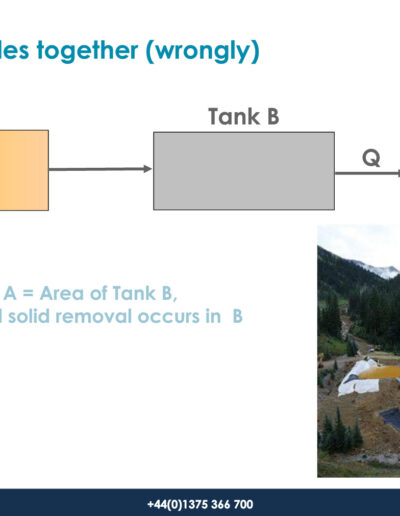 les together (wrongly)
Tank B
Q
A = Area of Tank B,
solid removal occurs in B
+44(0)1375 366 700